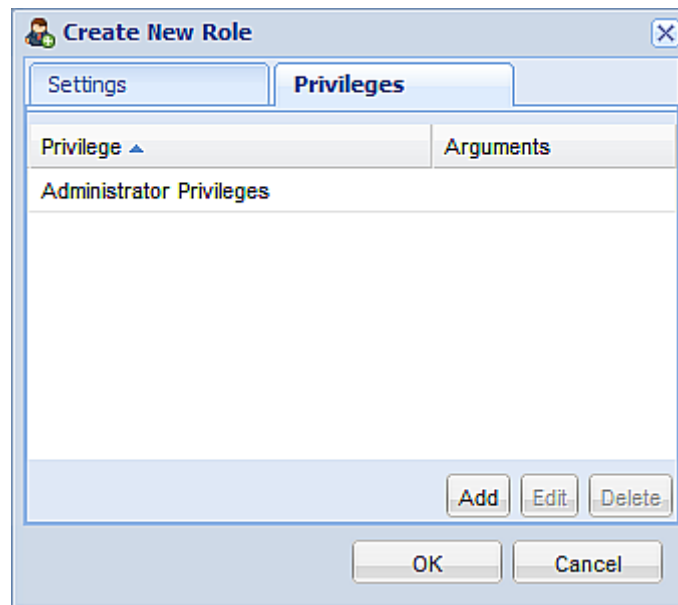 Create New Role
Settings Privileges
Privilege Arguments
Administrator Privileges
Add Edit Delete
OK Cancel